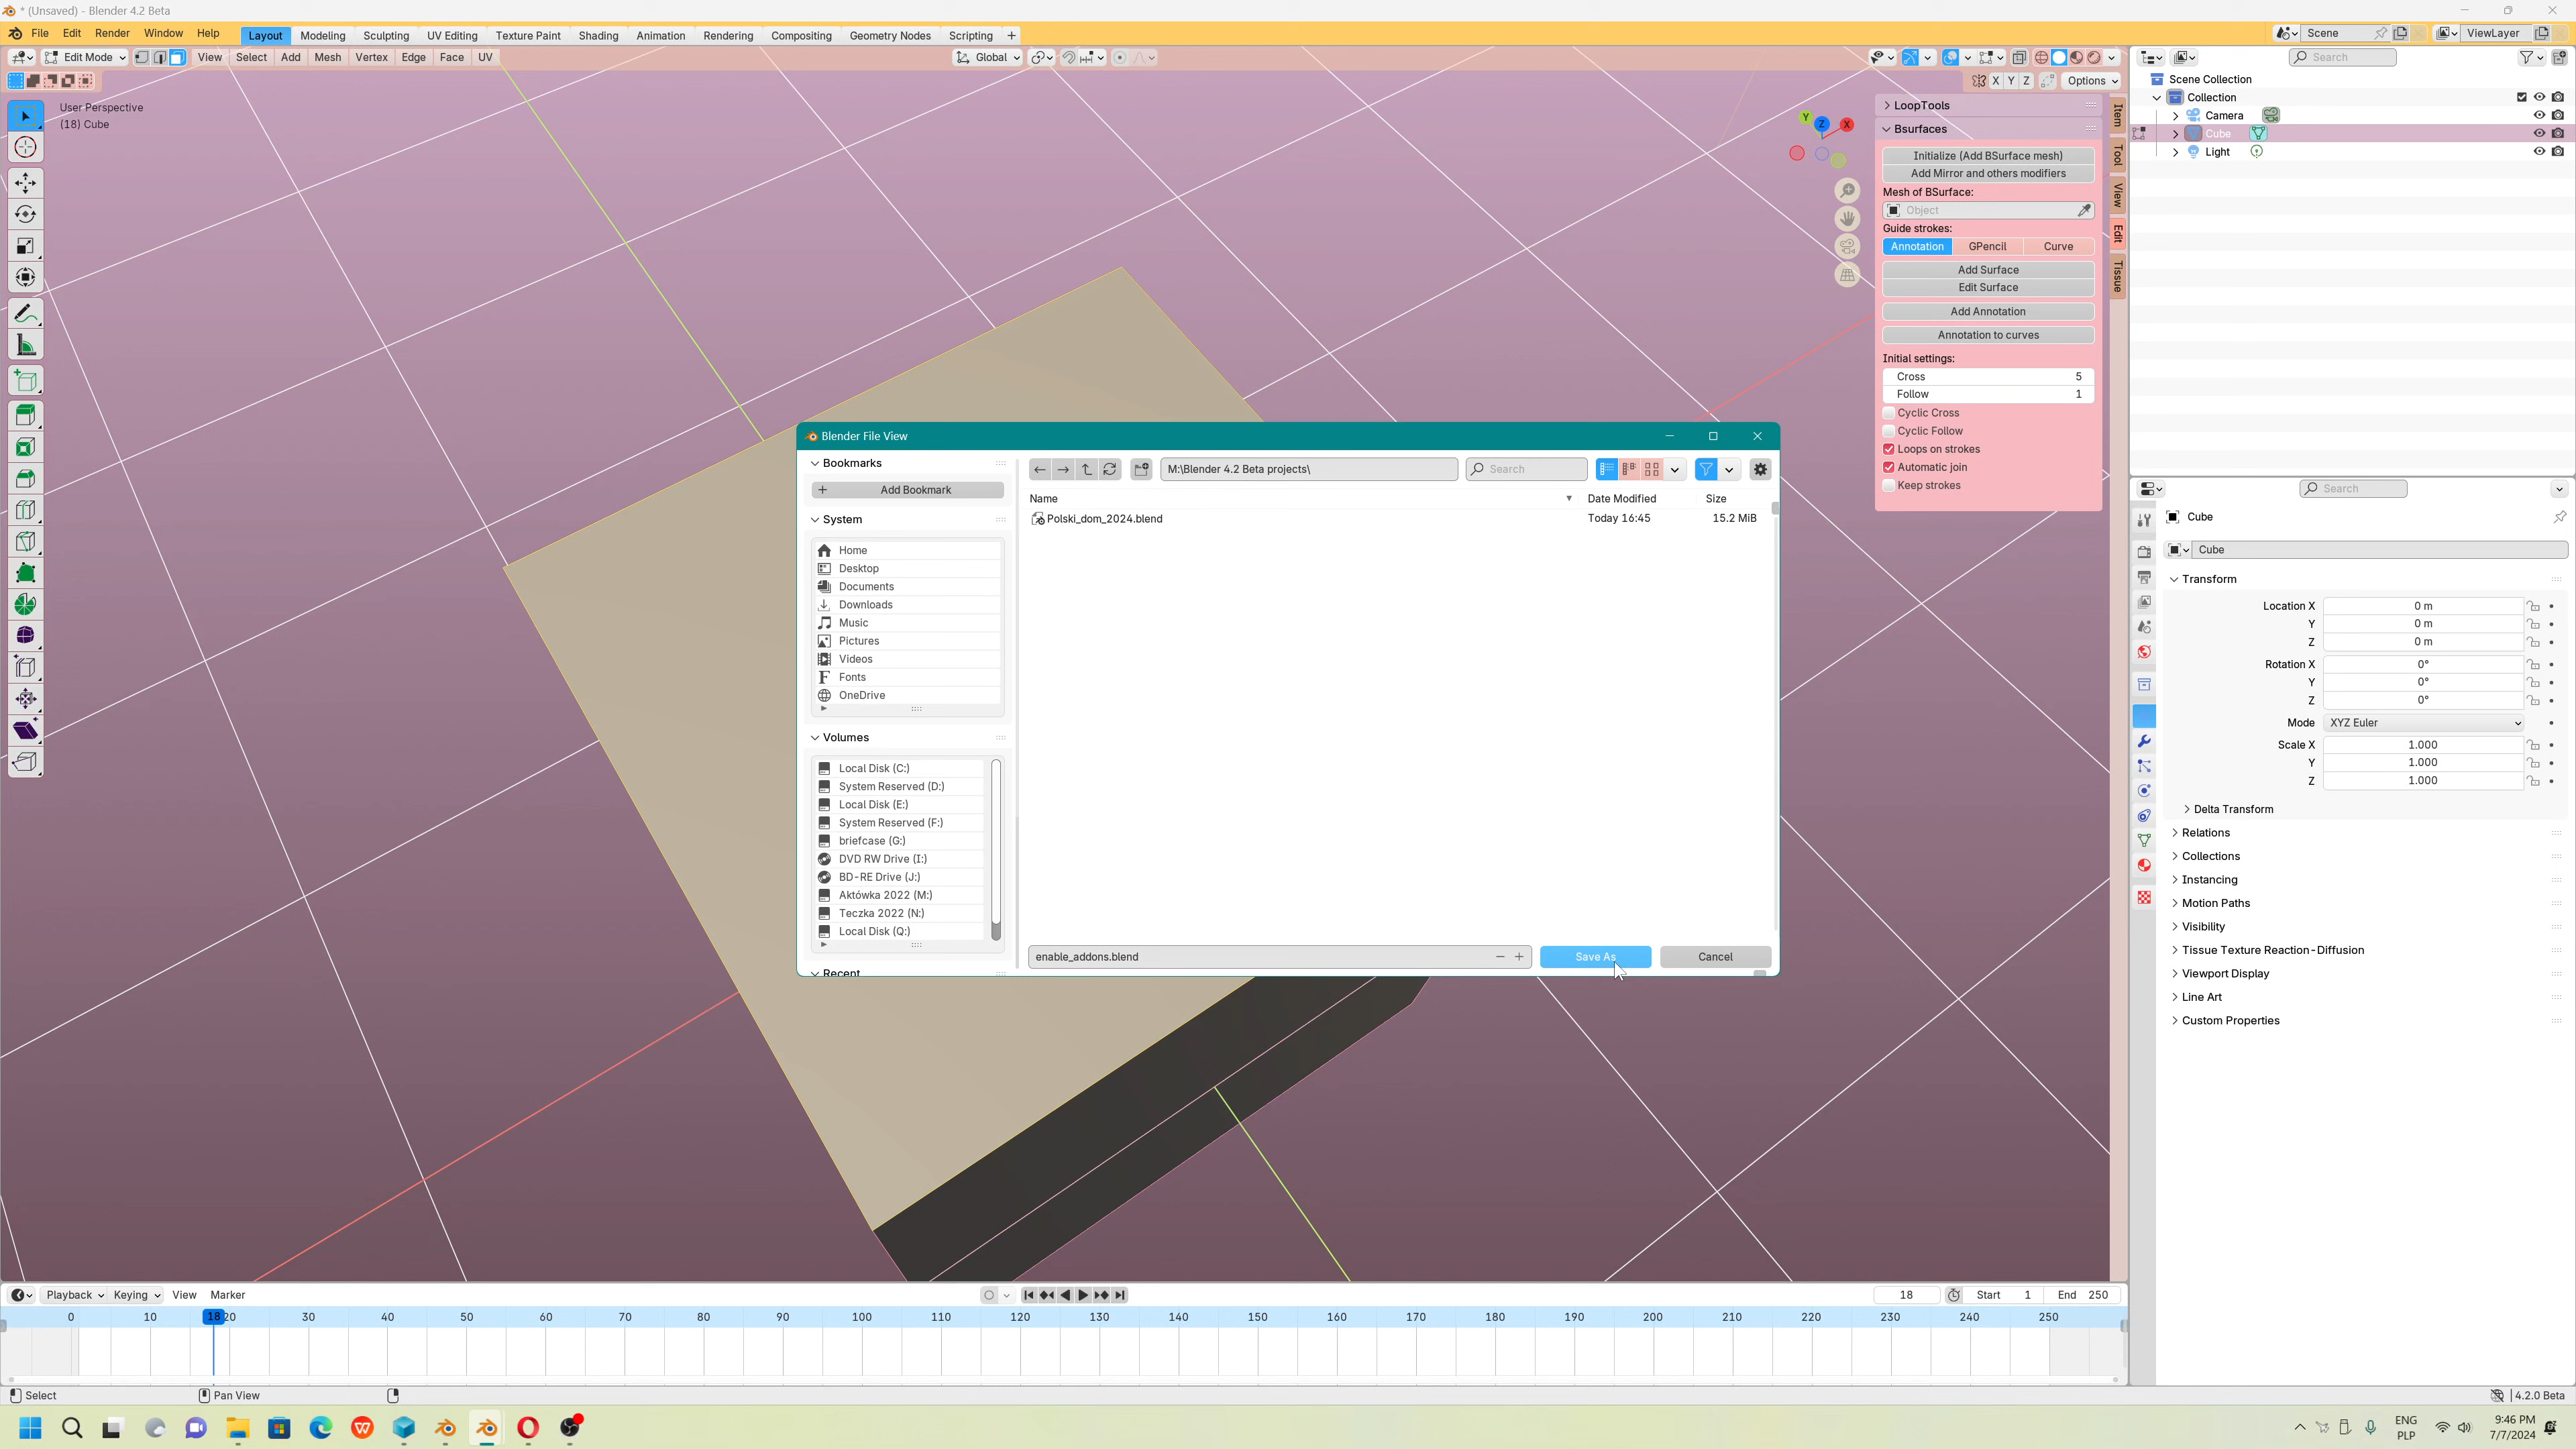 * (Unsaved) - Blender 4.2 Beta
File Edit Render Window Help Layout Modeling Sculpting UV Editing Texture Paint Shading Animation Rendering Compositing Geometry Nodes Scripting + Scene ViewLayer
Edit Mode View Select Add Mesh Vertex Edge Face UV Global Search
X Y Z Options
User Perspective
(18) Cube
Y Z X
LoopTools
Bsurfaces
Initialize (Add BSurface mesh)
Add Mirror and others modifiers
Mesh of BSurface:
Object
Guide strokes:
Annotation GPencil Curve
Add Surface
Edit Surface
Add Annotation
Annotation to curves
Initial settings:
Cross 5
Follow 1
Cyclic Cross
Cyclic Follow
Loops on strokes
Automatic join
Keep strokes
Item
Tool
View
Edit
Tissue
Scene Collection
Collection
Camera
Cube
Light
Blender File View
Bookmarks
Add Bookmark
System
Home
Desktop
Documents
Downloads
Music
Pictures
Videos
Fonts
OneDrive
Volumes
Local Disk (C:)
System Reserved (D:)
Local Disk (E:)
System Reserved (F:)
briefcase (G:)
DVD RW Drive (I:)
BD-RE Drive (J:)
Aktówka 2022 (M:)
Teczka 2022 (N:)
Local Disk (Q:)
Recent
M:\Blender 4.2 Beta projects\ Search
Name Date Modified Size
Polski_dom_2024.blend Today 16:45 15.2 MiB
enable_addons.blend Save As Cancel
Search
Cube
Cube
Transform
Location X 0 m
Y 0 m
Z 0 m
Rotation X 0°
Y 0°
Z 0°
Mode XYZ Euler
Scale X 1.000
Y 1.000
Z 1.000
Delta Transform
Relations
Collections
Instancing
Motion Paths
Visibility
Tissue Texture Reaction-Diffusion
Viewport Display
Line Art
Custom Properties
Playback Keying View Marker 18 Start 1 End 250
0 10 18 20 30 40 50 60 70 80 90 100 110 120 130 140 150 160 170 180 190 200 210 220 230 240 250
Select Pan View 4.2.0 Beta
ENG
PLP
9:46 PM
7/7/2024